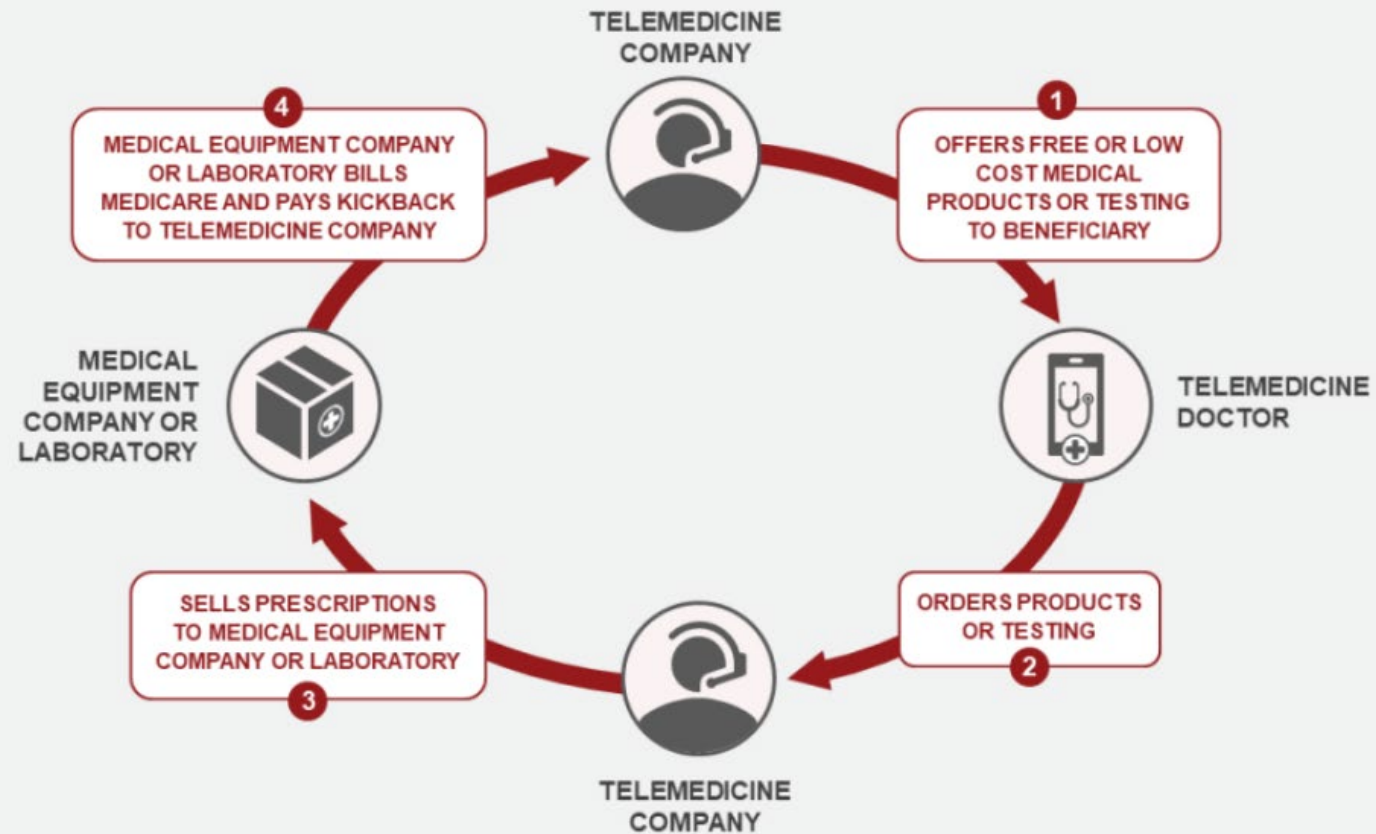 TELEMEDICINE
COMPANY
1
OFFERS FREE OR LOW
COST MEDICAL
PRODUCTS OR TESTING
TO BENEFICIARY
TELEMEDICINE
DOCTOR
ORDERS PRODUCTS
OR TESTING
2
TELEMEDICINE
COMPANY
SELLS PRESCRIPTIONS
TO MEDICAL EQUIPMENT
COMPANY OR LABORATORY
3
MEDICAL
EQUIPMENT
COMPANY OR
LABORATORY
4
MEDICAL EQUIPMENT COMPANY
OR LABORATORY BILLS
MEDICARE AND PAYS KICKBACK
TO TELEMEDICINE COMPANY